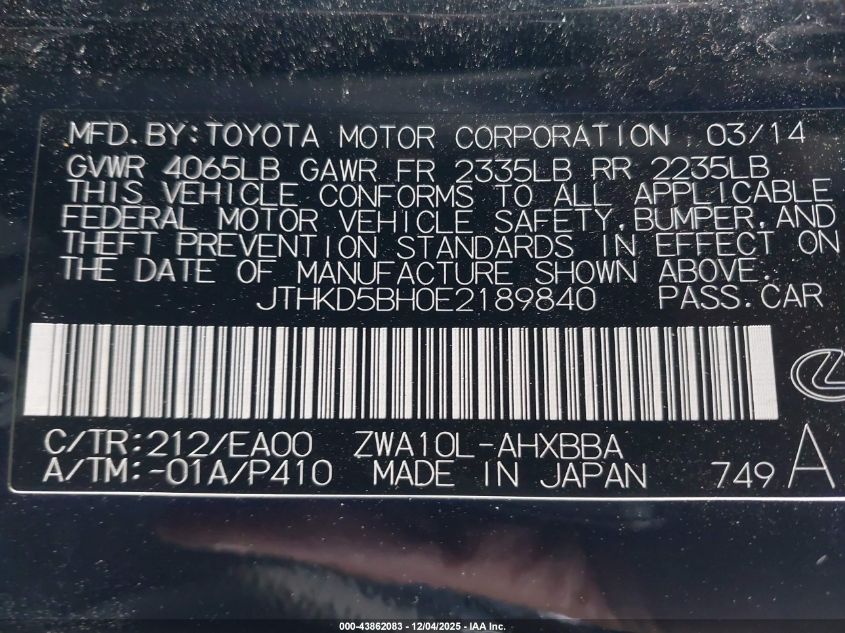 MFD. BY: TOYOTA MOTOR CORPORATION 03/14
GVWR 4065LB GAWR FR 2335LB RR 2235LB
THIS VEHICLE CONFORMS TO ALL APPLICABLE
FEDERAL MOTOR VEHICLE SAFETY, BUMPER, AND
THEFT PREVENTION STANDARDS IN EFFECT ON
THE DATE OF MANUFACTURE SHOWN ABOVE.
JTHKD5BH0E2189840 PASS. CAR
C/TR: 212/EA00 ZWA10L-AHXBBA
A/TM: -01A/P410 MADE IN JAPAN 749 A
000-43862083 - 12/04/2025 - IAA Inc.